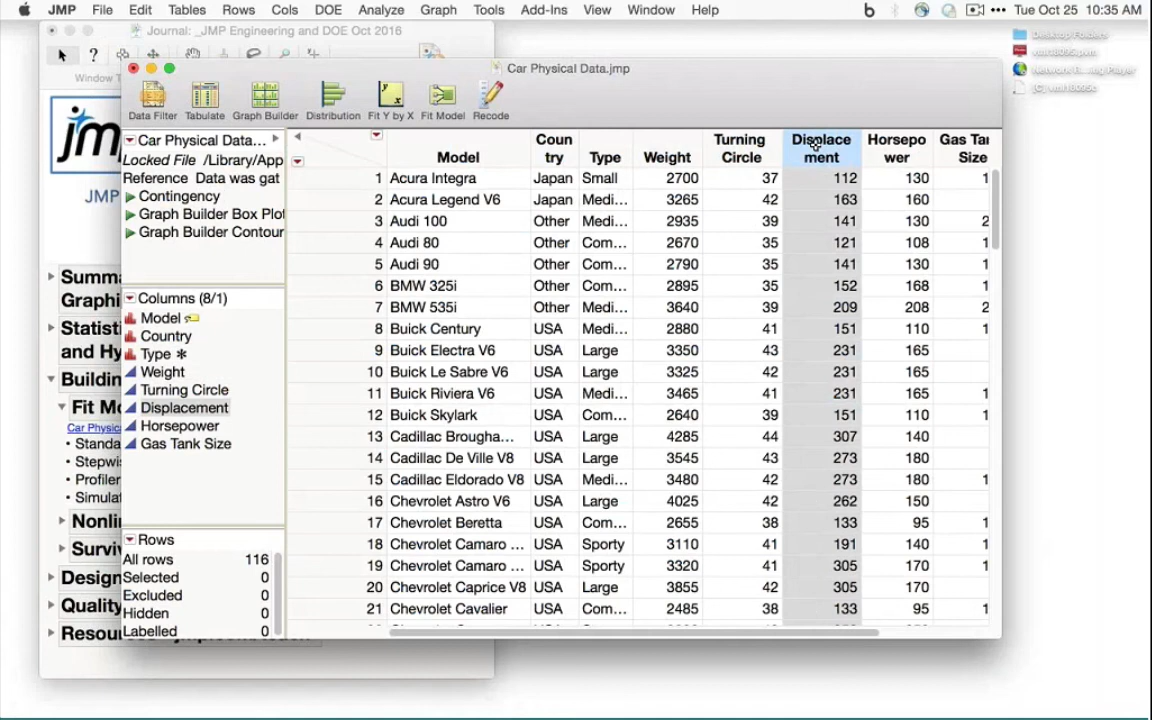 JMP File Edit Tables Rows Cols DOE Analyze Graph Tools Add-Ins View Window Help Tue Oct 25 10:35 AM
Journal: _JMP Engineering and DOE Oct 2016
Desktop Folders
Window T
Car Physical Data.jmp
Data Filter Tabulate Graph Builder Distribution Fit Y by X Fit Model Recode
jm
JMP
Summa
Graphi
Statisti
and Hy
Buildin
Fit Mo
Car Physic
• Standa
• Stepwis
• Profiler
• Simulat
Nonlin
Surviv
Design
Quality
Resou
Car Physical Data...
Locked File /Library/App
Reference Data was gat
Contingency
Graph Builder Box Plot
Graph Builder Contour
Columns (8/1)
Model
Country
Type
Weight
Turning Circle
Displacement
Horsepower
Gas Tank Size
Rows
All rows 116
Selected 0
Excluded 0
Hidden 0
Labelled 0
Model Coun try Type Weight Turning Circle Displace ment Horsepo wer Gas Tan Size
1 Acura Integra Japan Small 2700 37 112 130 1
2 Acura Legend V6 Japan Medi... 3265 42 163 160 1
3 Audi 100 Other Medi... 2935 39 141 130 2
4 Audi 80 Other Com... 2670 35 121 108 1
5 Audi 90 Other Com... 2790 35 141 130 1
6 BMW 325i Other Com... 2895 35 152 168 1
7 BMW 535i Other Medi... 3640 39 209 208 2
8 Buick Century USA Medi... 2880 41 151 110 1
9 Buick Electra V6 USA Large 3350 43 231 165
10 Buick Le Sabre V6 USA Large 3325 42 231 165
11 Buick Riviera V6 USA Medi... 3465 41 231 165 1
12 Buick Skylark USA Com... 2640 39 151 110 1
13 Cadillac Brougha... USA Large 4285 44 307 140
14 Cadillac De Ville V8 USA Large 3545 43 273 180
15 Cadillac Eldorado V8 USA Medi... 3480 42 273 180 1
16 Chevrolet Astro V6 USA Large 4025 42 262 150
17 Chevrolet Beretta USA Com... 2655 38 133 95 1
18 Chevrolet Camaro ... USA Sporty 3110 41 191 140 1
19 Chevrolet Camaro ... USA Sporty 3320 41 305 170 1
20 Chevrolet Caprice V8 USA Large 3855 42 305 170
21 Chevrolet Cavalier USA Com... 2485 38 133 95 1